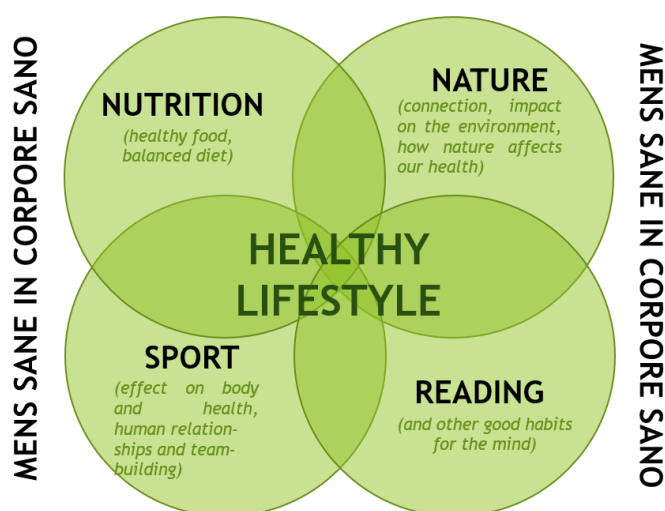 MENS SANE IN CORPORE SANO
NUTRITION
(healthy food,
balanced diet)
NATURE
(connection, impact
on the environment,
how nature affects
our health)
HEALTHY
LIFESTYLE
SPORT
(effect on body
and health,
human relation-
ships and team-
building)
READING
(and other good habits
for the mind)
MENS SANE IN CORPORE SANO